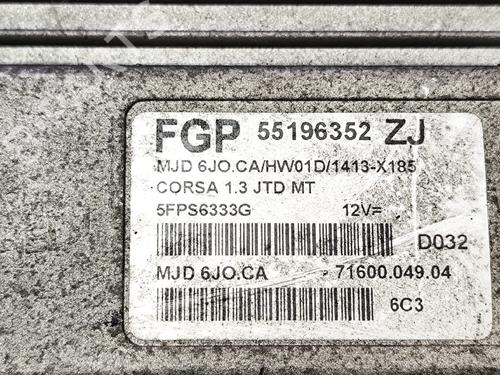 FGP 55196352 ZJ
MJD 6JO.CA/HW01D/1413-X185
CORSA 1.3 JTD MT
5FPS6333G 12V=
D032
MJD 6JO.CA - 71600.049.04
6C3